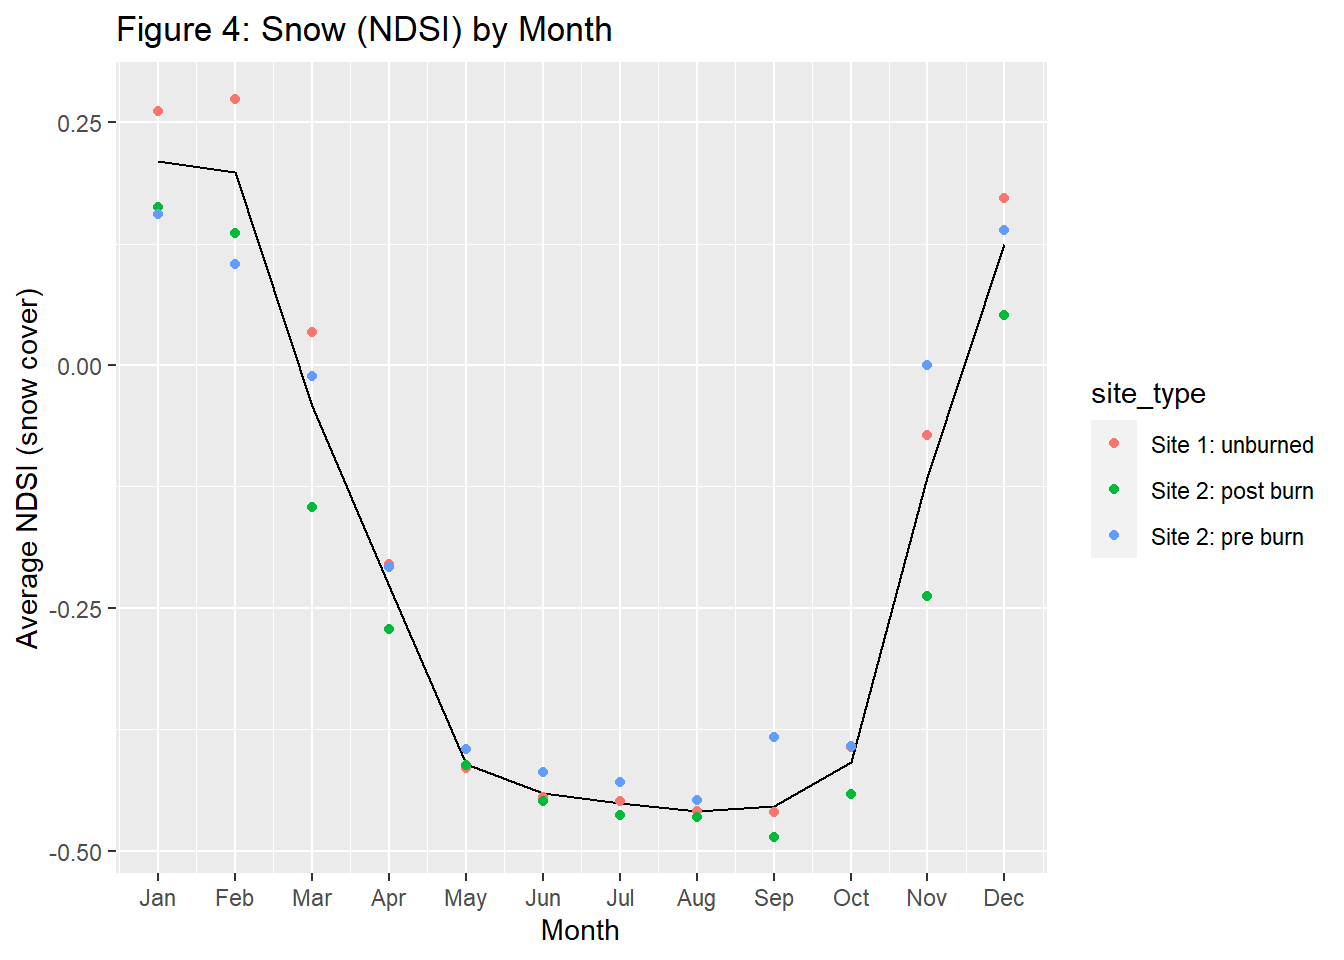 Figure 4: Snow (NDSI) by Month
Average NDSI (snow cover)
0.25
0.00
-0.25
-0.50
Jan Feb Mar Apr May Jun Jul Aug Sep Oct Nov Dec
Month
site_type
Site 1: unburned
Site 2: post burn
Site 2: pre burn